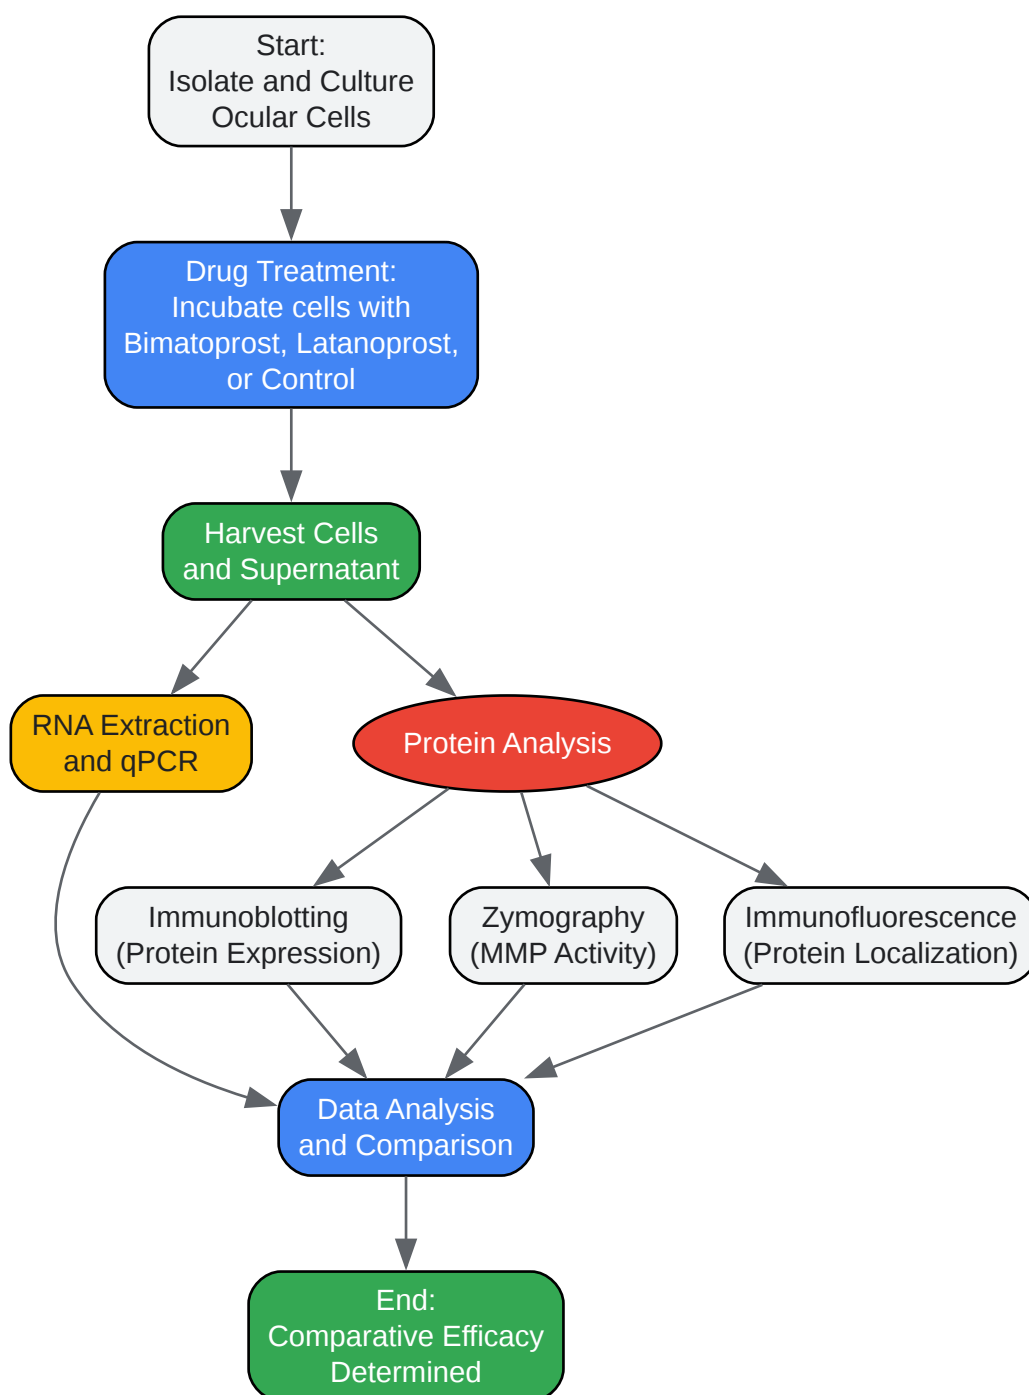 Start:
Isolate and Culture
Ocular Cells
Drug Treatment:
Incubate cells with
Bimatoprost, Latanoprost,
or Control
Harvest Cells
and Supernatant
RNA Extraction
and qPCR
Protein Analysis
Immunoblotting
(Protein Expression)
Zymography
(MMP Activity)
Immunofluorescence
(Protein Localization)
Data Analysis
and Comparison
End:
Comparative Efficacy
Determined